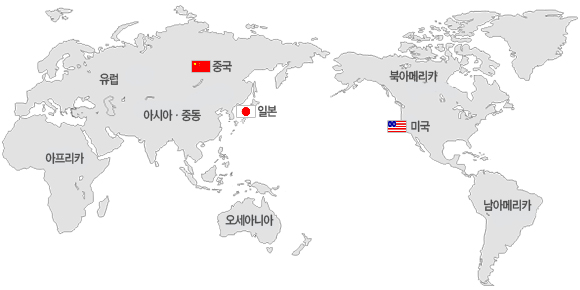 중국
북아메리카
유럽
아시아 · 중동
일본
미국
아프리카
남아메리카
오세아니아